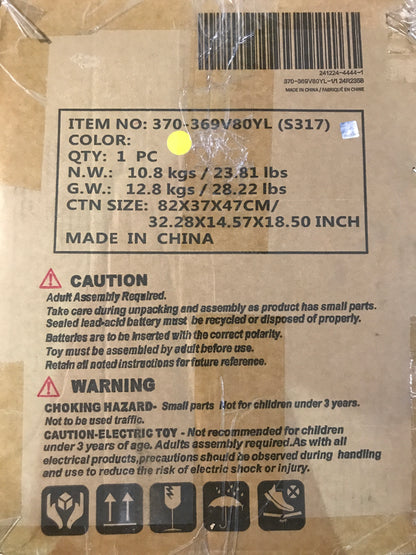 241224-4444-1
370-369V80YL-1/1 24R2358
MADE IN CHINA / FABRIQUÉ EN CHINE
ITEM NO: 370-369V80YL (S317)
COLOR:
QTY: 1 PC
N.W.: 10.8 kgs / 23.81 lbs
G.W.: 12.8 kgs / 28.22 lbs
CTN SIZE: 82X37X47CM/
32.28X14.57X18.50 INCH
MADE IN CHINA
CAUTION
Adult Assembly Required.
Take care during unpacking and assembly as product has small parts.
Sealed lead-acid battery must be recycled or disposed of properly.
Batteries are to be inserted with the correct polarity.
Toy must be assembled by adult before use.
Retain all noted instructions for future reference.
WARNING
CHOKING HAZARD- Small parts Not for children under 3 years.
Not to be used traffic.
CAUTION-ELECTRIC TOY - Not recommended for children
under 3 years of age. Adults assembly required.As with all
electrical products,precautions should be observed during handling
and use to reduce the risk of electric shock or injury.